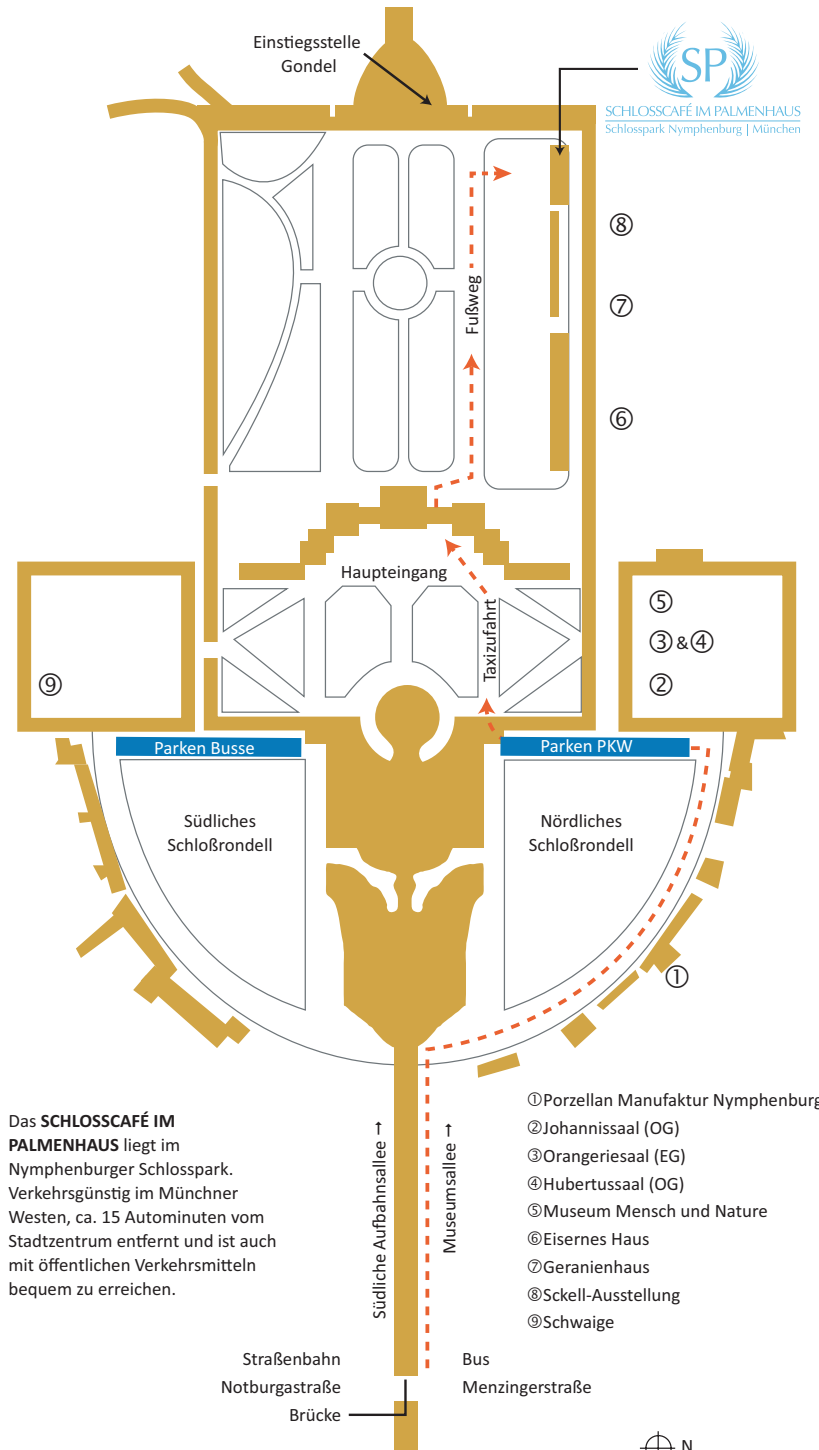 Einstiegsstelle
Gondel
SP
SCHLOSSCAFÉ IM PALMENHAUS
Schlosspark Nymphenburg | München
⑧
⑦
Fußweg
⑥
Haupteingang
Taxizufahrt
⑤
③ & ④
②
⑨
Parken Busse
Parken PKW
Südliches
Schloßrondell
Nördliches
Schloßrondell
①
Das SCHLOSSCAFÉ IM
PALMENHAUS liegt im
Nymphenburger Schlosspark.
Verkehrsgünstig im Münchner
Westen, ca. 15 Autominuten vom
Stadtzentrum entfernt und ist auch
mit öffentlichen Verkehrsmitteln
bequem zu erreichen.
Südliche Aufbahnsallee →
Museumsallee →
①Porzellan Manufaktur Nymphenburg
②Johannissaal (OG)
③Orangeriesaal (EG)
④Hubertussaal (OG)
⑤Museum Mensch und Nature
⑥Eisernes Haus
⑦Geranienhaus
⑧Sckell-Ausstellung
⑨Schwaige
Straßenbahn
Notburgastraße
Brücke
Bus
Menzingerstraße
N